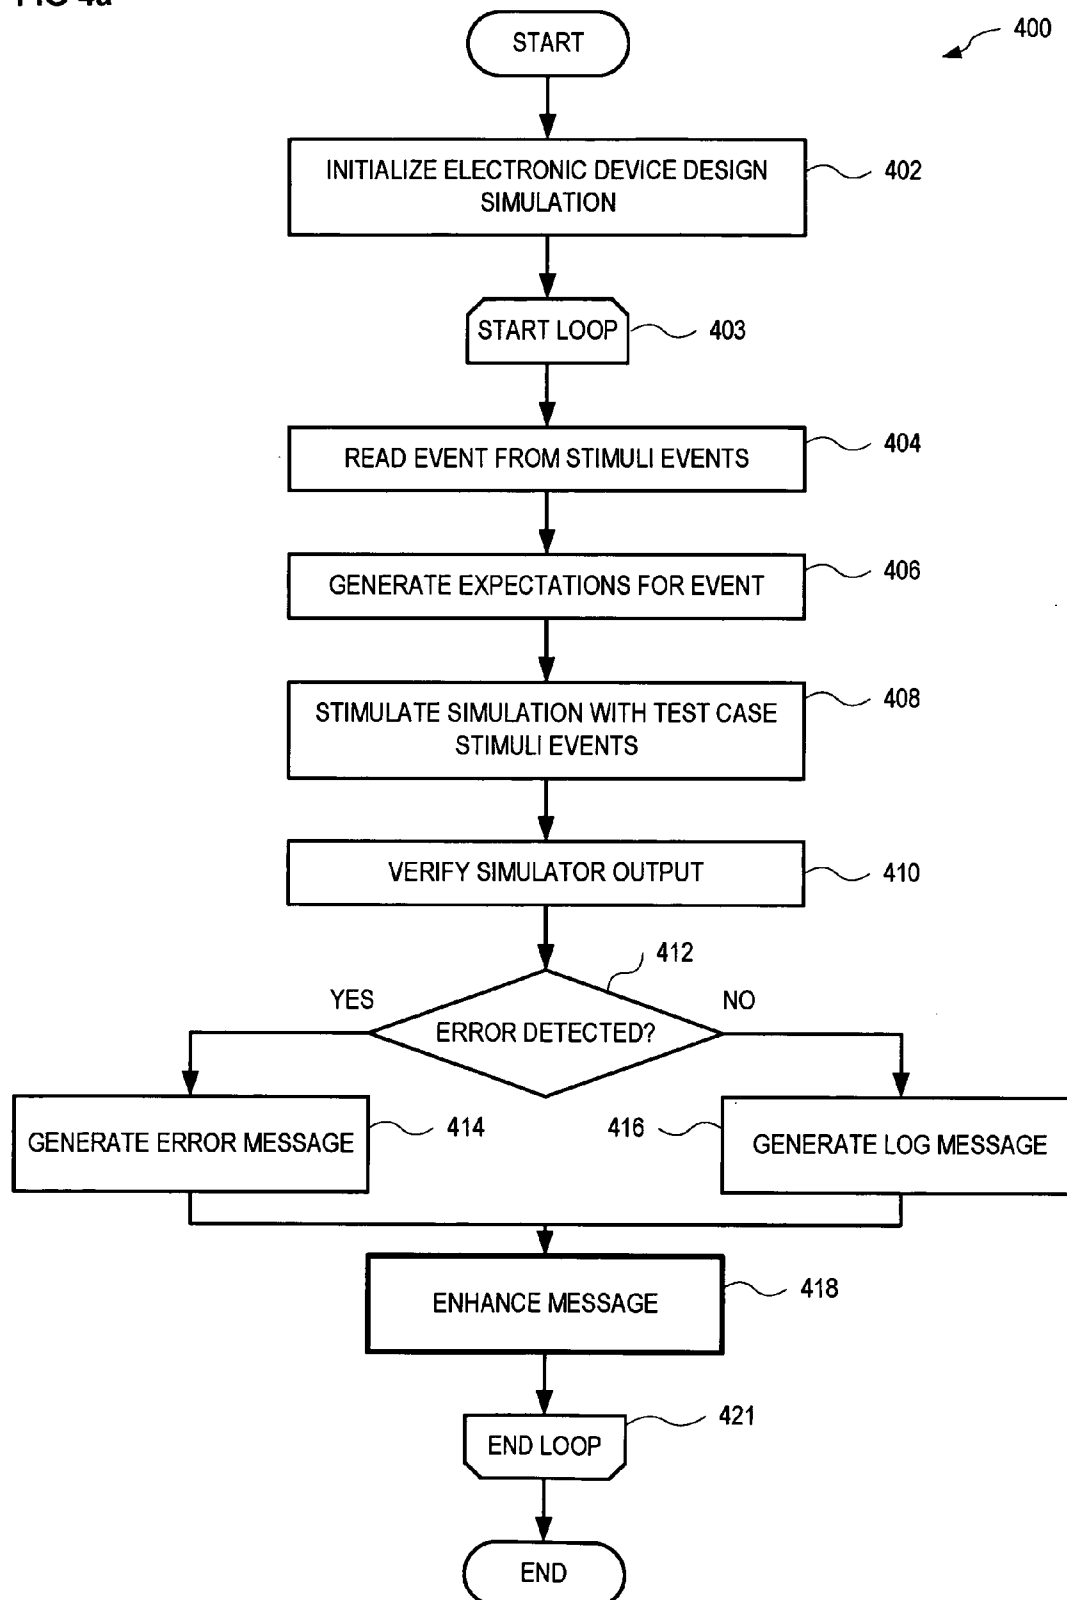 FIG 4a
START
400
INITIALIZE ELECTRONIC DEVICE DESIGN
SIMULATION
402
START LOOP
403
READ EVENT FROM STIMULI EVENTS
404
GENERATE EXPECTATIONS FOR EVENT
406
STIMULATE SIMULATION WITH TEST CASE
STIMULI EVENTS
408
VERIFY SIMULATOR OUTPUT
410
412
YES
NO
ERROR DETECTED?
GENERATE ERROR MESSAGE
414
416
GENERATE LOG MESSAGE
ENHANCE MESSAGE
418
421
END LOOP
END